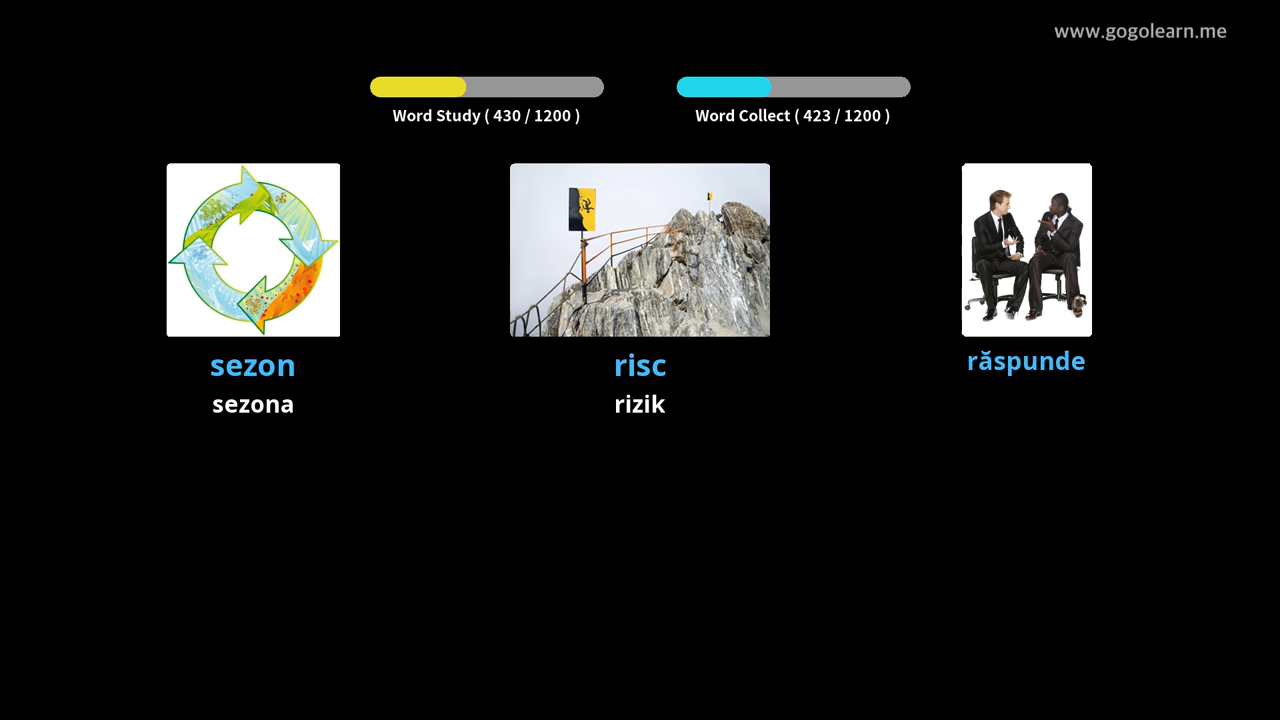 www.gogolearn.me
Word Study ( 430 / 1200 )
Word Collect ( 423 / 1200 )
sezon
sezona
risc
rizik
răspunde